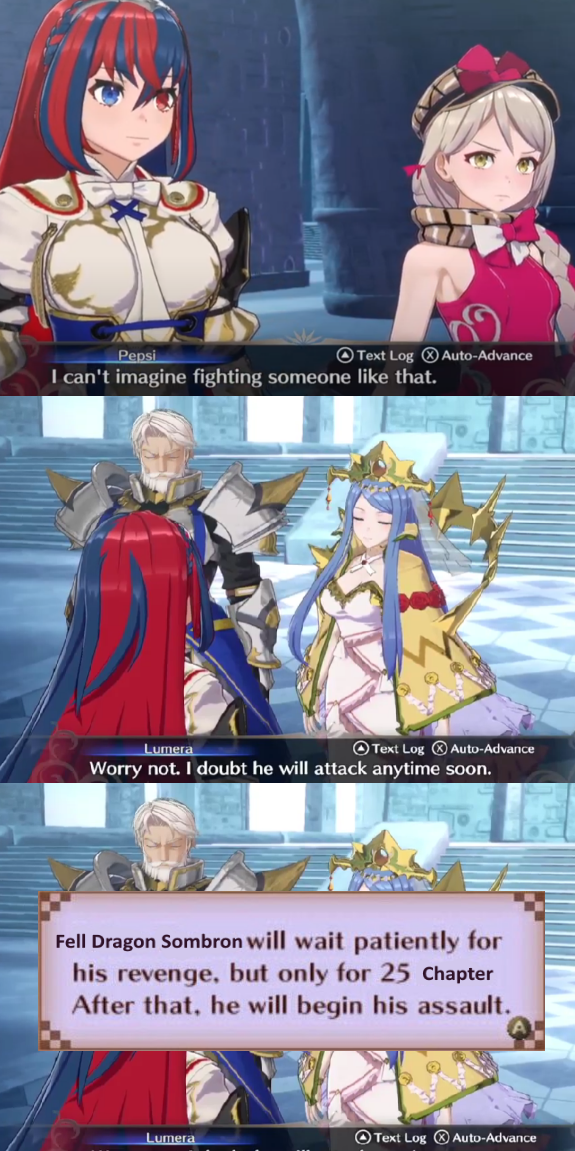 Pepsi
Text Log Auto-Advance
I can't imagine fighting someone like that.
Lumera
Text Log Auto-Advance
Worry not. I doubt he will attack anytime soon.
Fell Dragon Sombron will wait patiently for
his revenge, but only for 25 Chapter
After that, he will begin his assault.
A
Lumera
Text Log Auto-Advance